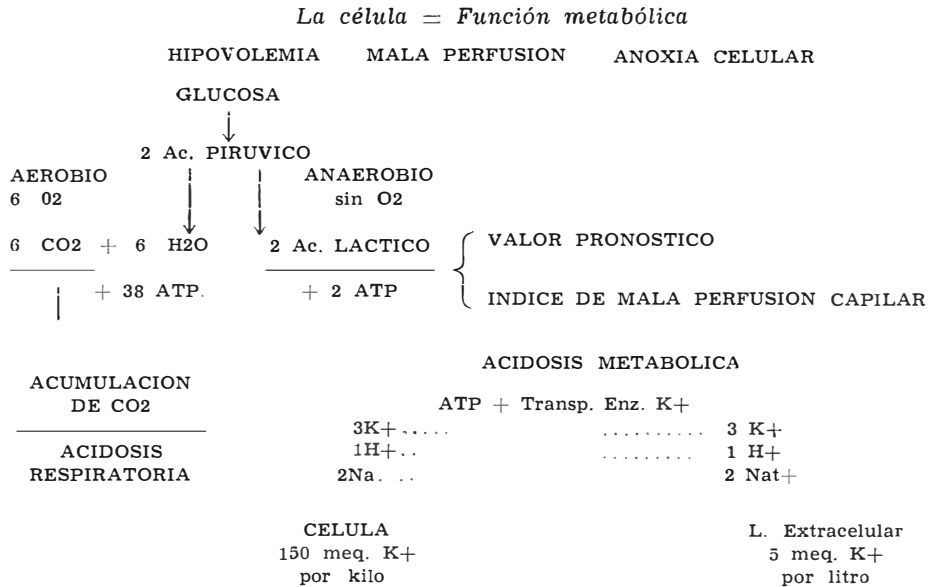 La célula = Función metabólica
HIPOVOLEMIA MALA PERFUSION ANOXIA CELULAR
GLUCOSA
2 Ac. PIRUVICO
AEROBIO
6 02
ANAEROBIO
sin O2
6 CO2 + 6 H2O
+ 38 ATP.
2 Ac. LACTICO
+ 2 ATP
VALOR PRONOSTICO
INDICE DE MALA PERFUSION CAPILAR
ACUMULACION
DE CO2
ACIDOSIS
RESPIRATORIA
ACIDOSIS METABOLICA
ATP + Transp. Enz. K+
3K+ ..... .......... 3 K+
1H+ .. ......... 1 H+
2Na. .. 2 Nat+
CELULA
150 meq. K+
por kilo
L. Extracelular
5 meq. K+
por litro